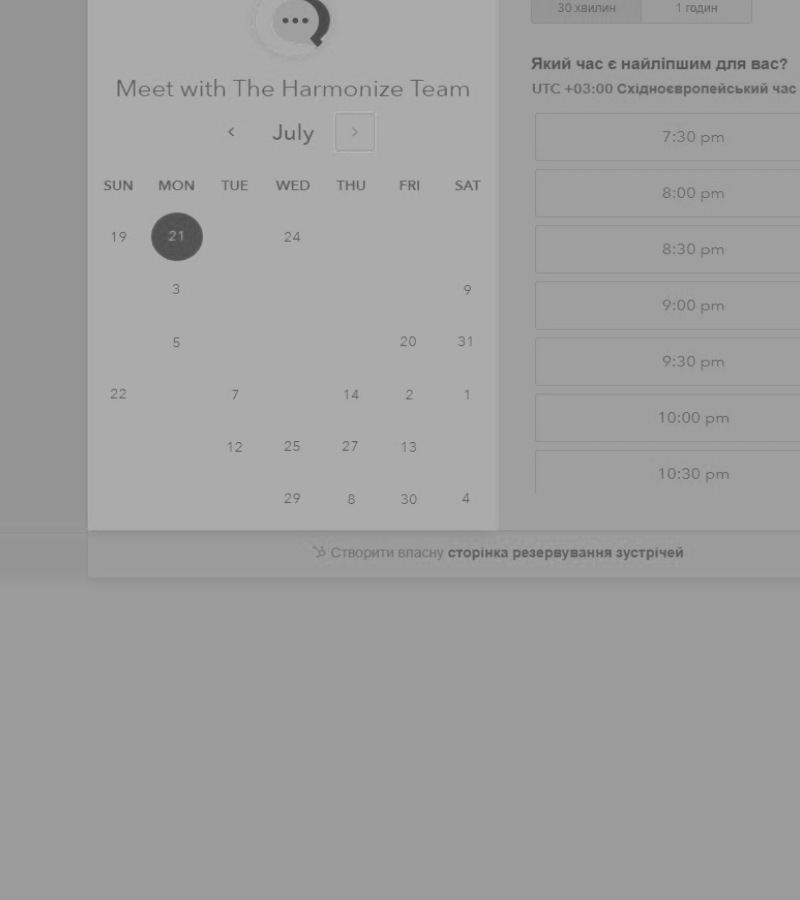 Meet with The Harmonize Team
July
SUN MON TUE WED THU FRI SAT
19 21 24
3 9
5 20 31
22 7 14 2 1
12 25 27 13
29 8 30 4
30 хвилин 1 годин
Який час є найліпшим для вас?
UTC +03:00 Східноєвропейський час
7:30 pm
8:00 pm
8:30 pm
9:00 pm
9:30 pm
10:00 pm
10:30 pm
Створити власну сторінка резервування зустрічей